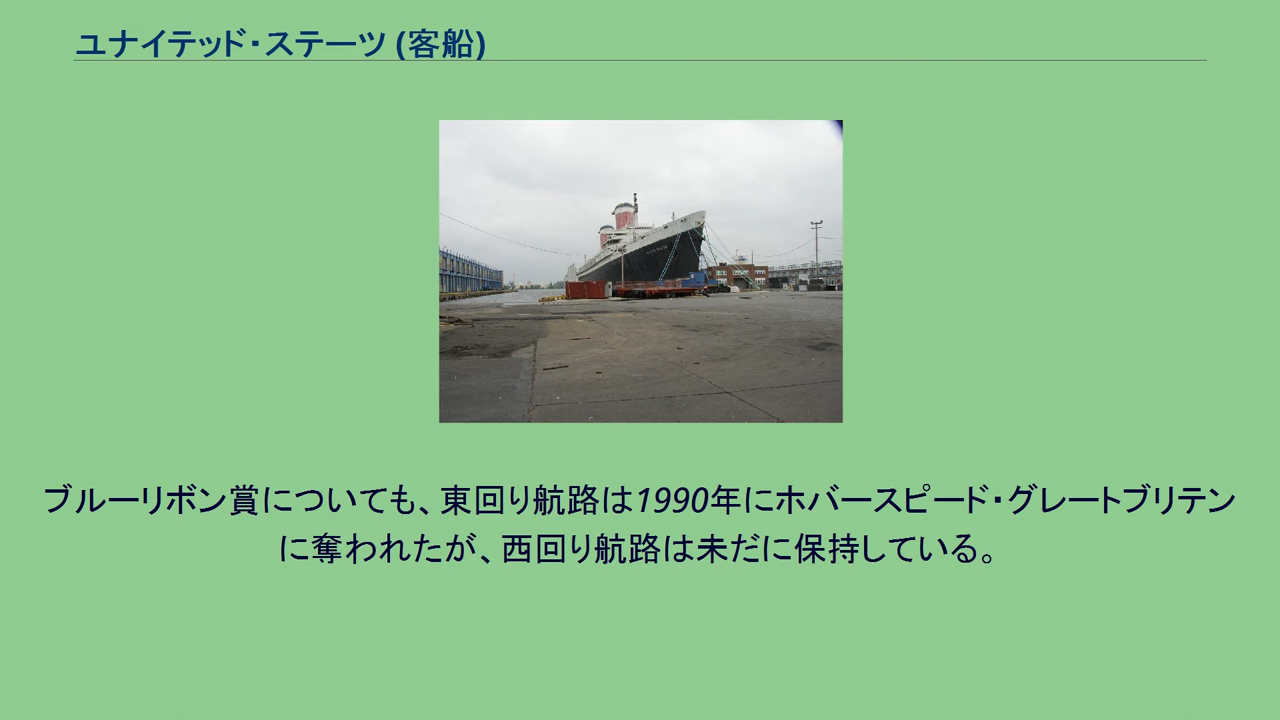 ユナイテッド・ステーツ (客船)
ブルーリボン賞についても、東回り航路は1990年にホバースピード・グレートブリテン
に奪われたが、西回り航路は未だに保持している。